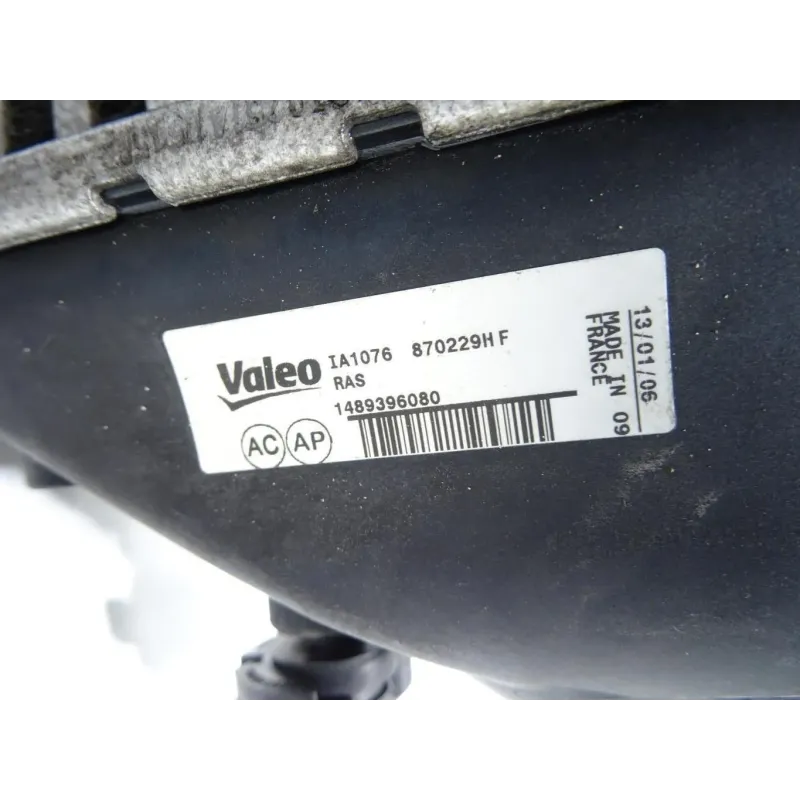 Valeo
IA1076 870229H F
RAS
1489396080
AC AP
13/01/06
MADE IN 09
FRANCE